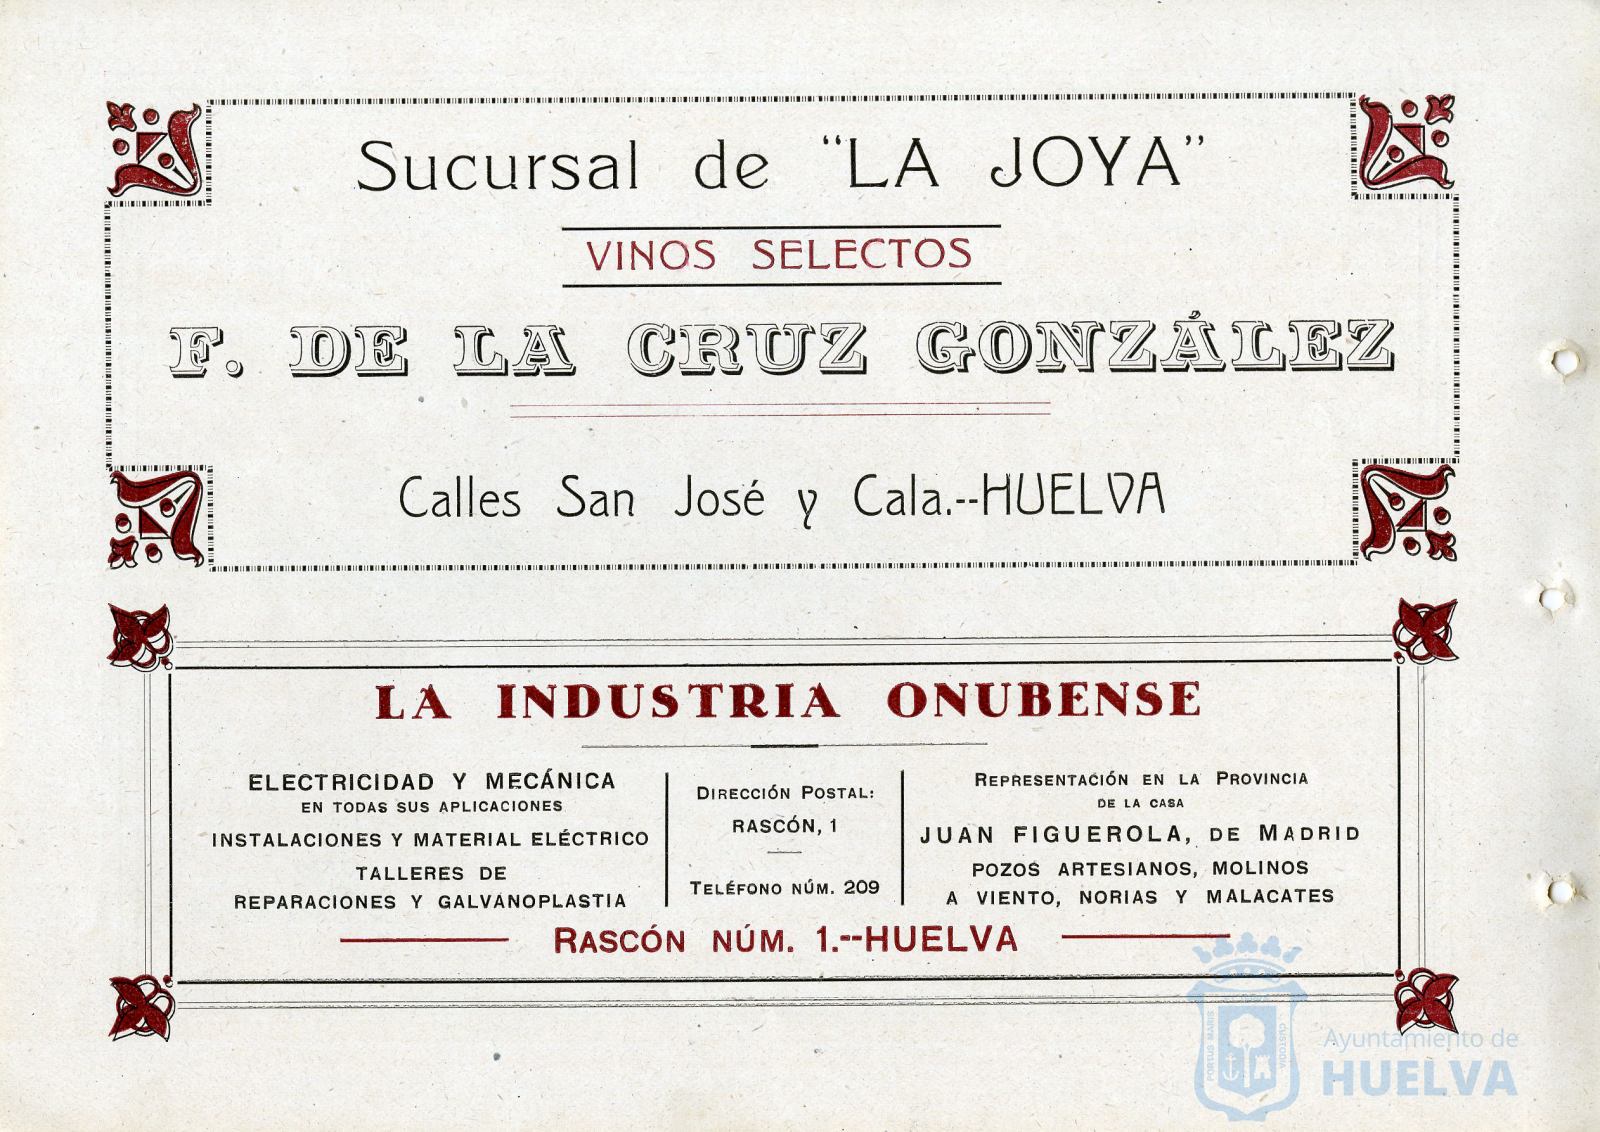 Sucursal de "LA JOYA"
VINOS SELECTOS
F. DE LA CRUZ GONZÁLEZ
Calles San José y Cala.--HUELVA
LA INDUSTRIA ONUBENSE
ELECTRICIDAD Y MECÁNICA
EN TODAS SUS APLICACIONES
INSTALACIONES Y MATERIAL ELÉCTRICO
TALLERES DE
REPARACIONES Y GALVANOPLASTIA
DIRECCIÓN POSTAL:
RASCÓN, 1
TELÉFONO NÚM. 209
REPRESENTACIÓN EN LA PROVINCIA
DE LA CASA
JUAN FIGUEROLA, DE MADRID
POZOS ARTESIANOS, MOLINOS
A VIENTO, NORIAS Y MALACATES
RASCÓN NÚM. 1.--HUELVA
PORTUS MARIS
CUSTODIA
Ayuntamiento de
HUELVA